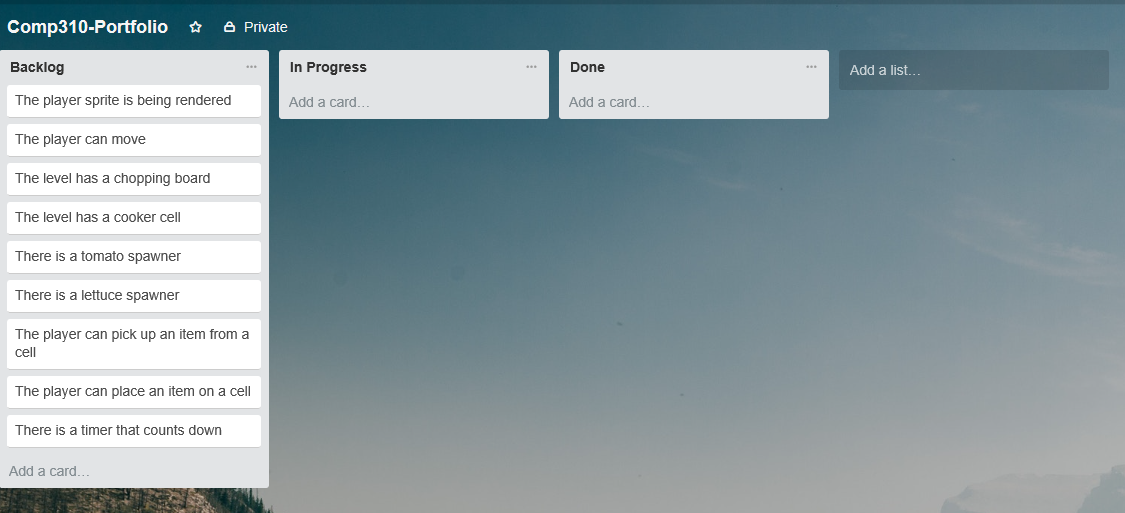 Comp310-Portfolio
Private
Backlog
The player sprite is being rendered
The player can move
The level has a chopping board
The level has a cooker cell
There is a tomato spawner
There is a lettuce spawner
The player can pick up an item from a
cell
The player can place an item on a cell
There is a timer that counts down
Add a card...
In Progress
Add a card...
Done
Add a card...
Add a list...